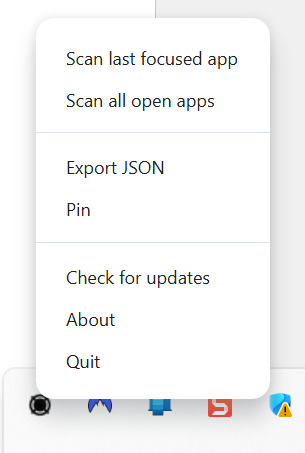 Scan last focused app
Scan all open apps
Export JSON
Pin
Check for updates
About
Quit
S